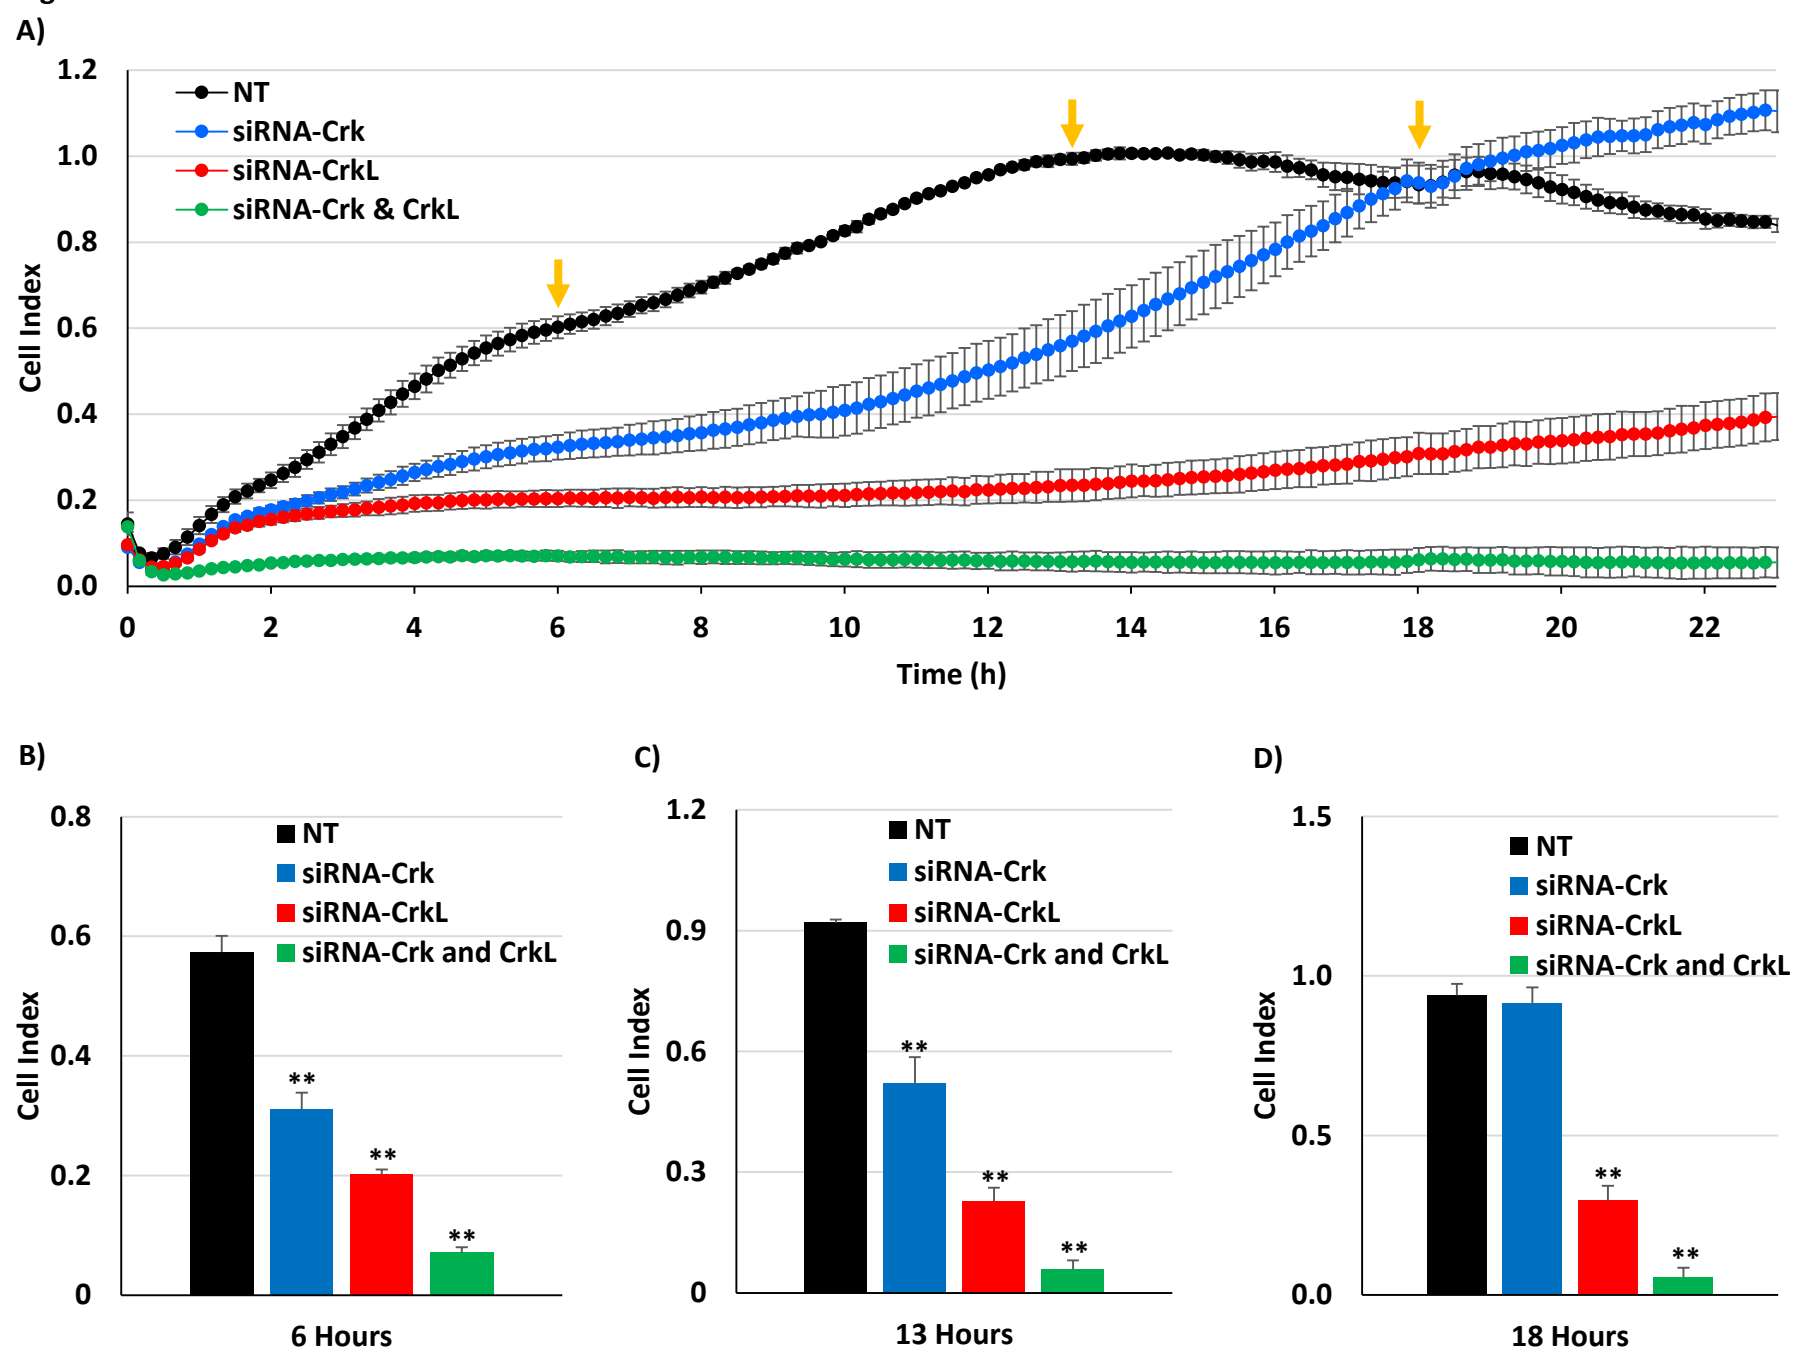 A)
1.2
1.0
0.8
0.6
0.4
0.2
0.0
Cell Index
NT
siRNA-Crk
siRNA-CrkL
siRNA-Crk & CrkL
0 2 4 6 8 10 12 14 16 18 20 22
Time (h)
B)
0.8
0.6
0.4
0.2
0
Cell Index
NT
siRNA-Crk
siRNA-CrkL
siRNA-Crk and CrkL
**
**
**
6 Hours
C)
1.2
0.9
0.6
0.3
0
Cell Index
NT
siRNA-Crk
siRNA-CrkL
siRNA-Crk and CrkL
**
**
**
13 Hours
D)
1.5
1.0
0.5
0.0
Cell Index
NT
siRNA-Crk
siRNA-CrkL
siRNA-Crk and CrkL
**
**
18 Hours